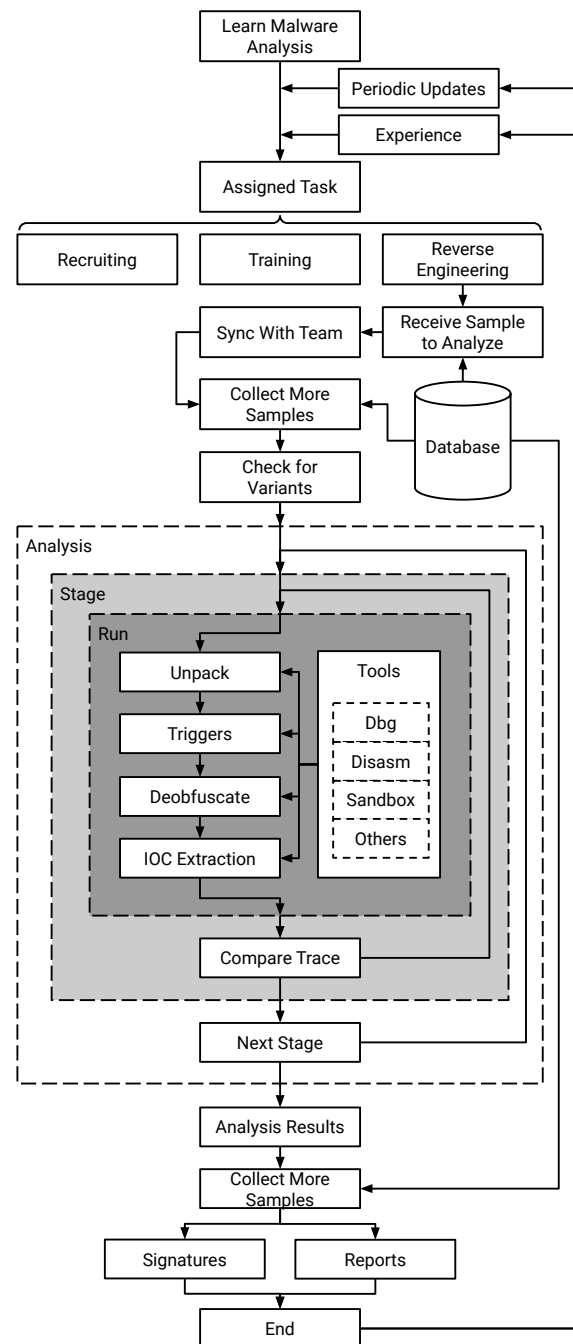 Learn Malware
Analysis
Periodic Updates
Experience
Assigned Task
Recruiting
Training
Reverse
Engineering
Sync With Team
Receive Sample
to Analyze
Collect More
Samples
Database
Check for
Variants
Analysis
Stage
Run
Unpack
Tools
Triggers
Dbg
Disasm
Deobfuscate
Sandbox
IOC Extraction
Others
Compare Trace
Next Stage
Analysis Results
Collect More
Samples
Signatures
Reports
End